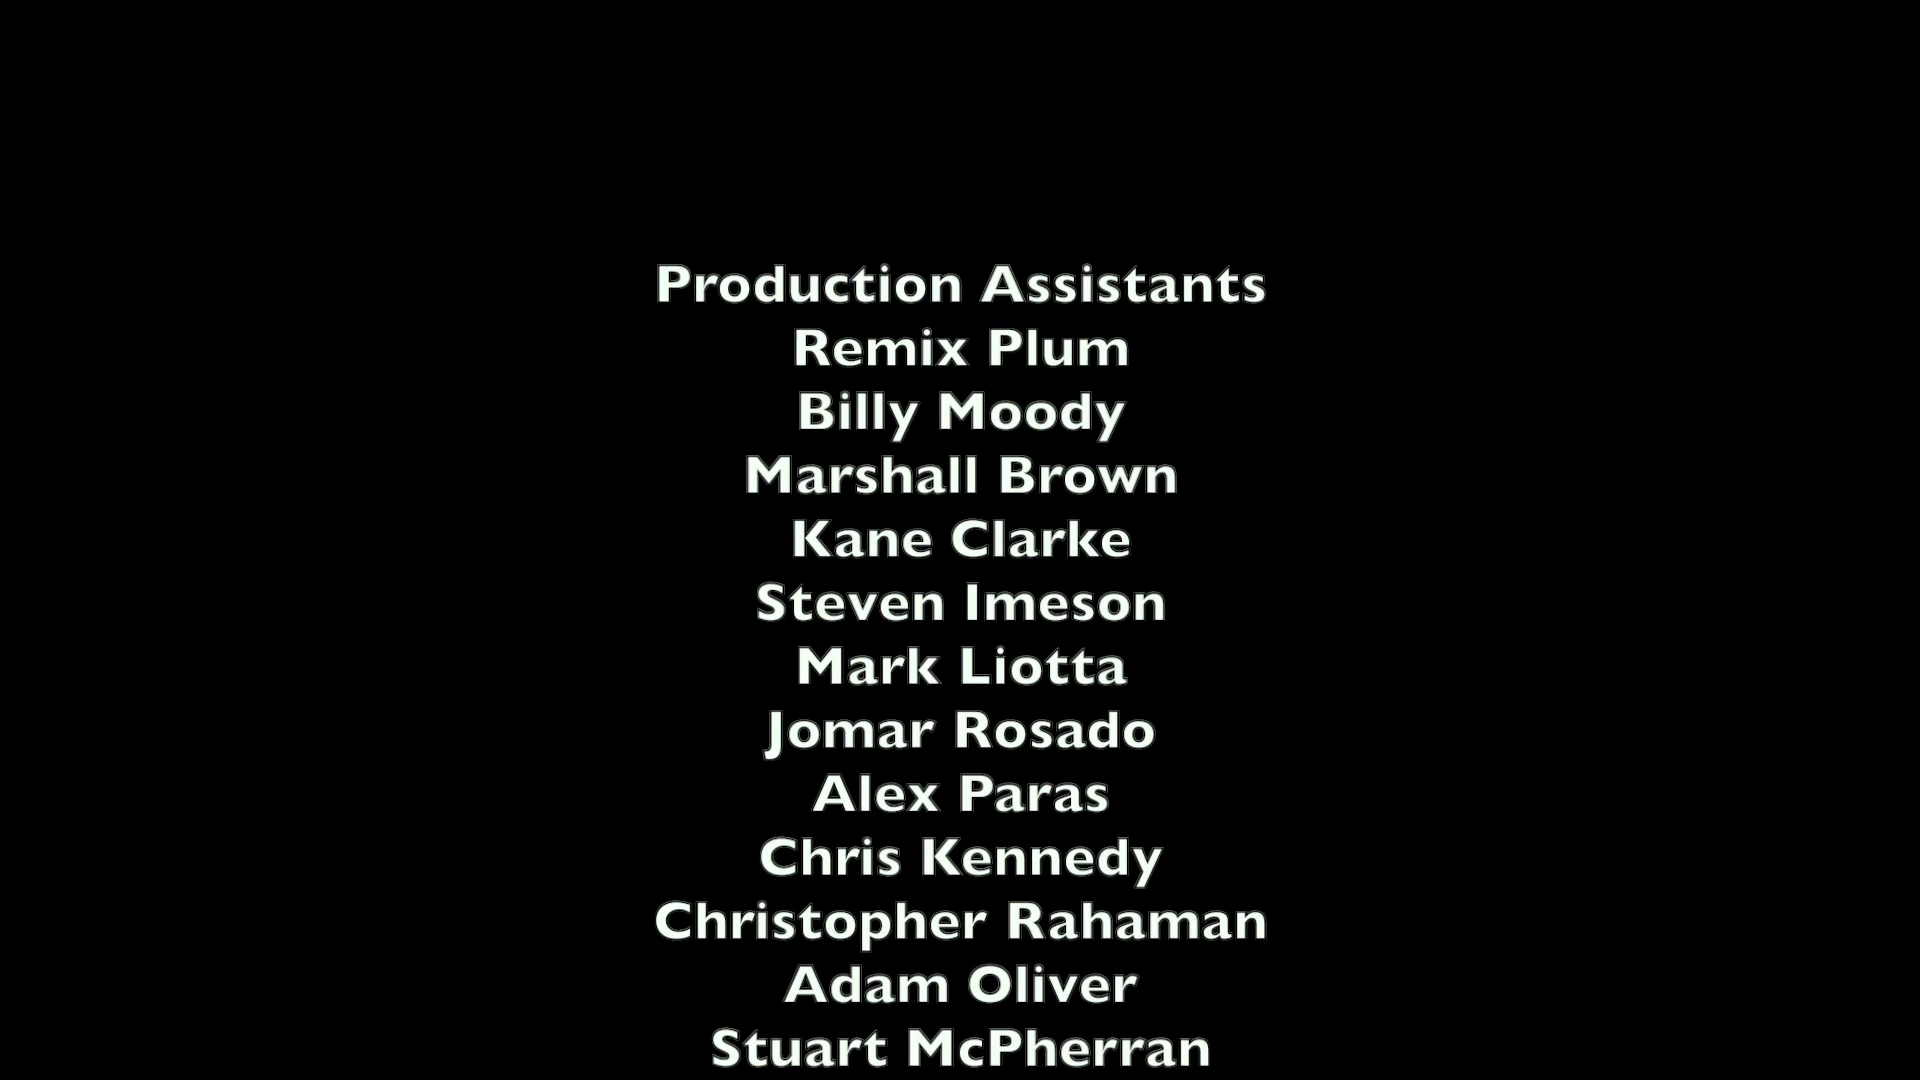 Production Assistants
Remix Plum
Billy Moody
Marshall Brown
Kane Clarke
Steven Imeson
Mark Liotta
Jomar Rosado
Alex Paras
Chris Kennedy
Christopher Rahaman
Adam Oliver
Stuart McPherran